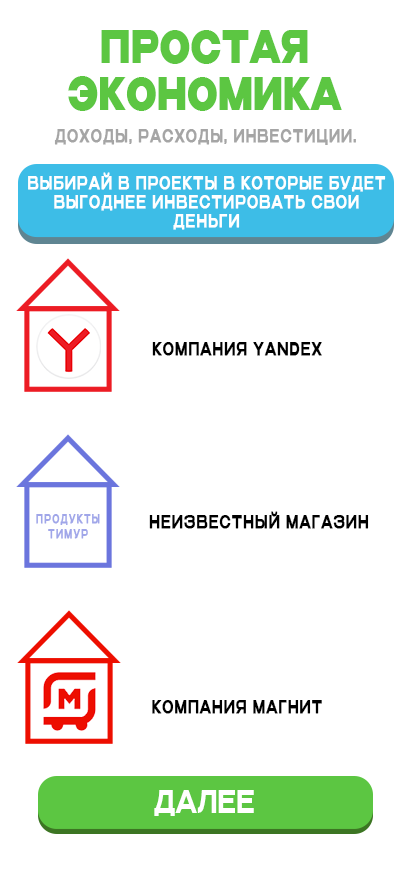 ПРОСТАЯ
ЭКОНОМИКА
ДОХОДЫ, РАСХОДЫ, ИНВЕСТИЦИИ.
ВЫБИРАЙ В ПРОЕКТЫ В КОТОРЫЕ БУДЕТ
ВЫГОДНЕЕ ИНВЕСТИРОВАТЬ СВОИ
ДЕНЬГИ
Y
КОМПАНИЯ YANDEX
ПРОДУКТЫ
ТИМУР
НЕИЗВЕСТНЫЙ МАГАЗИН
М
КОМПАНИЯ МАГНИТ
ДАЛЕЕ